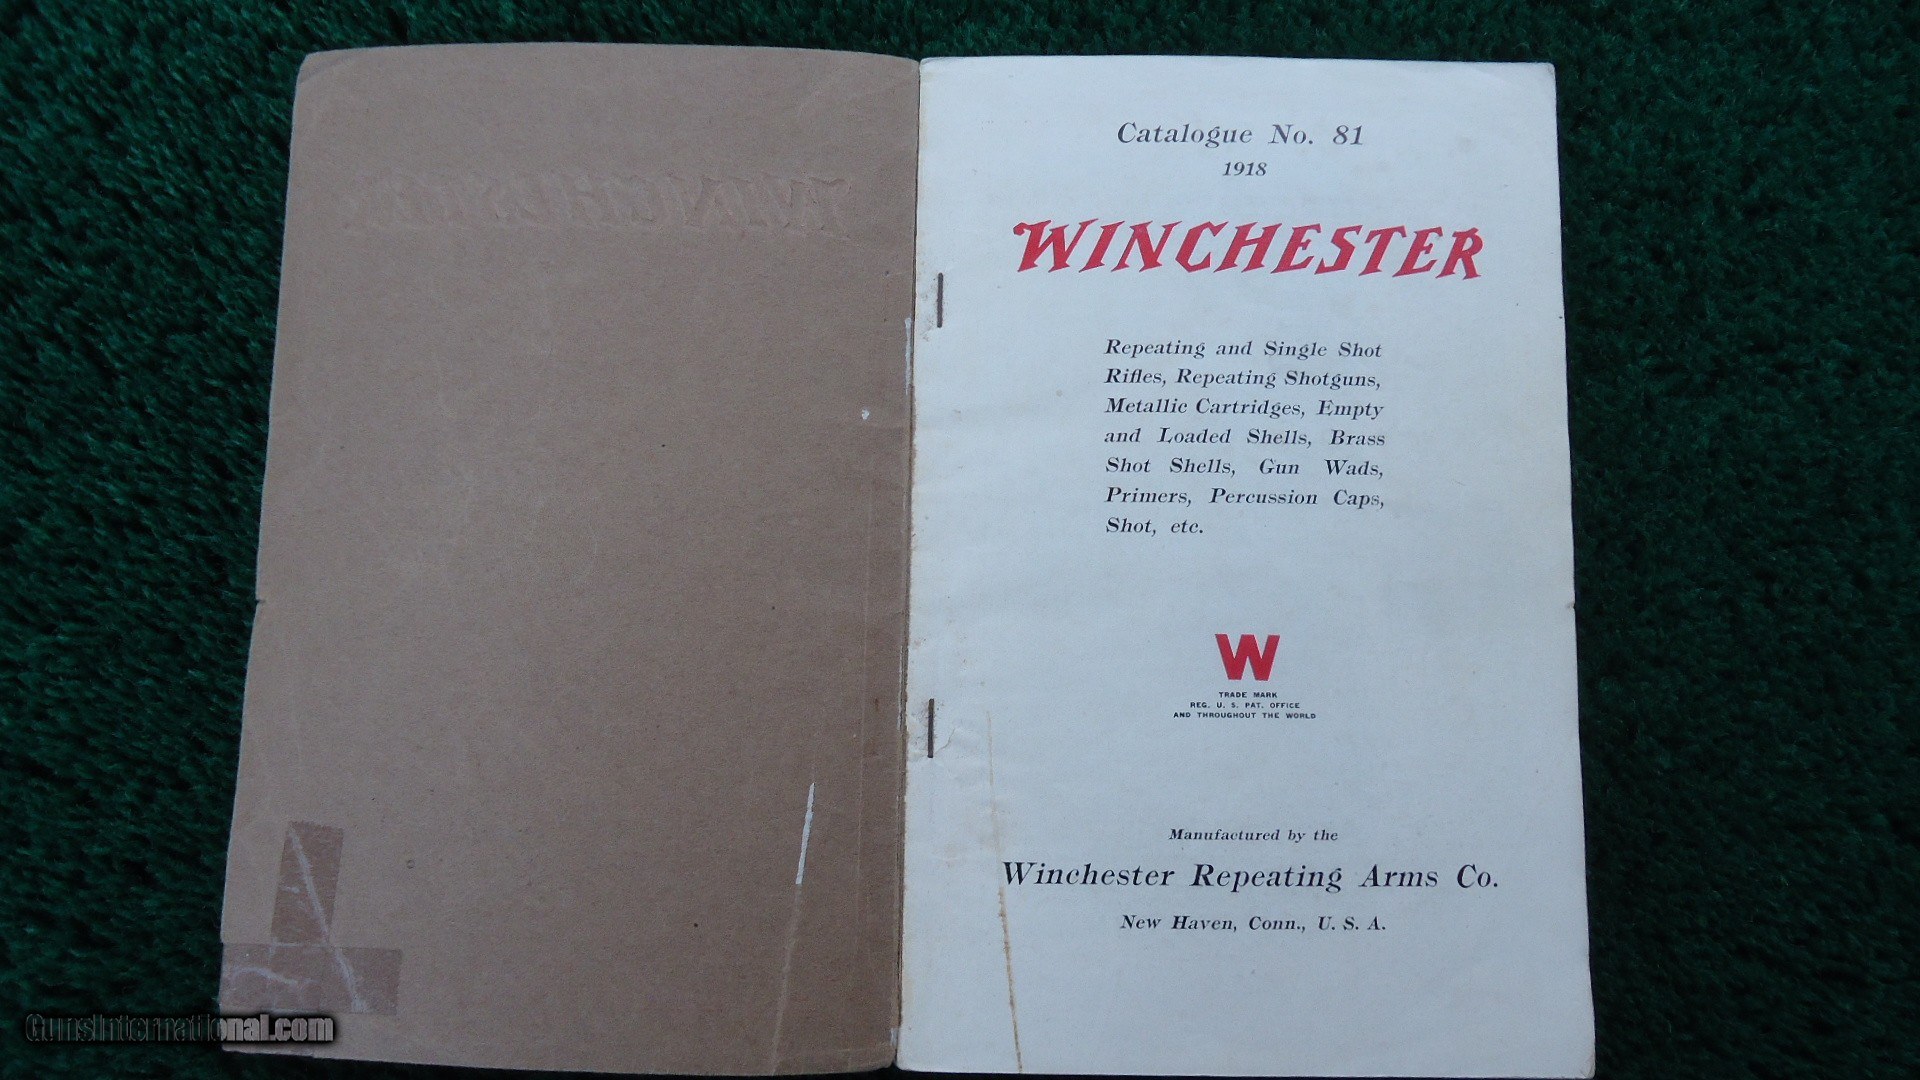 WINCHESTER
Catalogue No. 81
1918
WINCHESTER
Repeating and Single Shot
Rifles, Repeating Shotguns,
Metallic Cartridges, Empty
and Loaded Shells, Brass
Shot Shells, Gun Wads,
Primers, Percussion Caps,
Shot, etc.
W
TRADE MARK
REG. U. S. PAT. OFFICE
AND THROUGHOUT THE WORLD
Manufactured by the
Winchester Repeating Arms Co.
New Haven, Conn., U. S. A.
GunsInternational.com